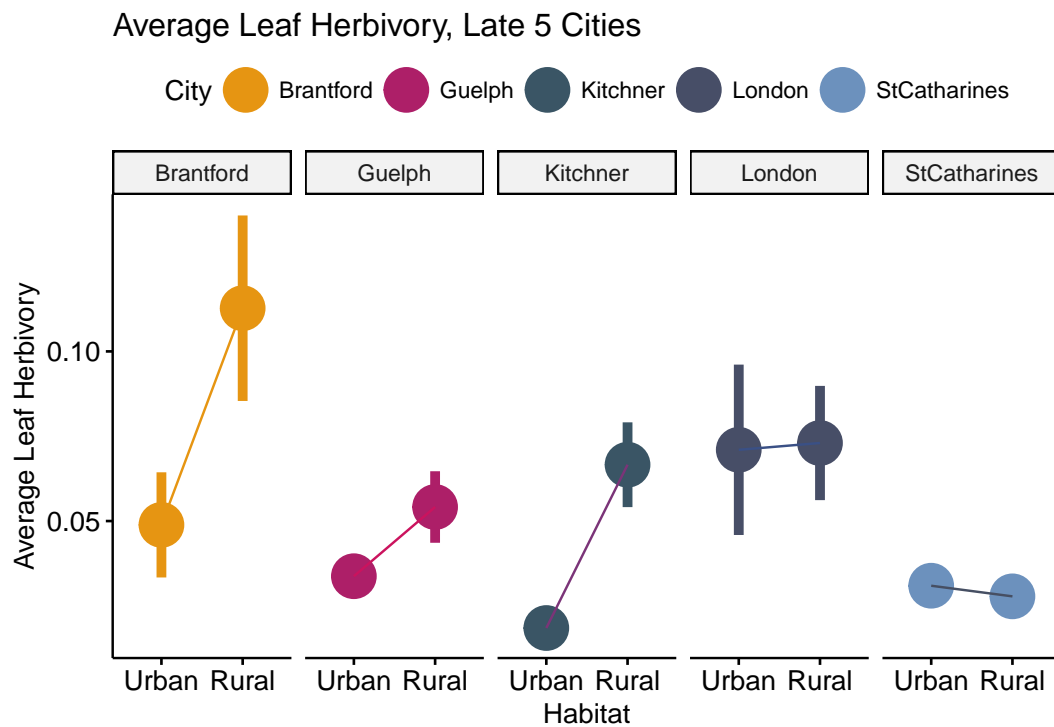 Average Leaf Herbivory, Late 5 Cities
City Brantford Guelph Kitchner London StCatharines
Brantford Guelph Kitchner London StCatharines
Average Leaf Herbivory
0.10
0.05
Urban Rural Urban Rural Urban Rural Urban Rural Urban Rural
Habitat